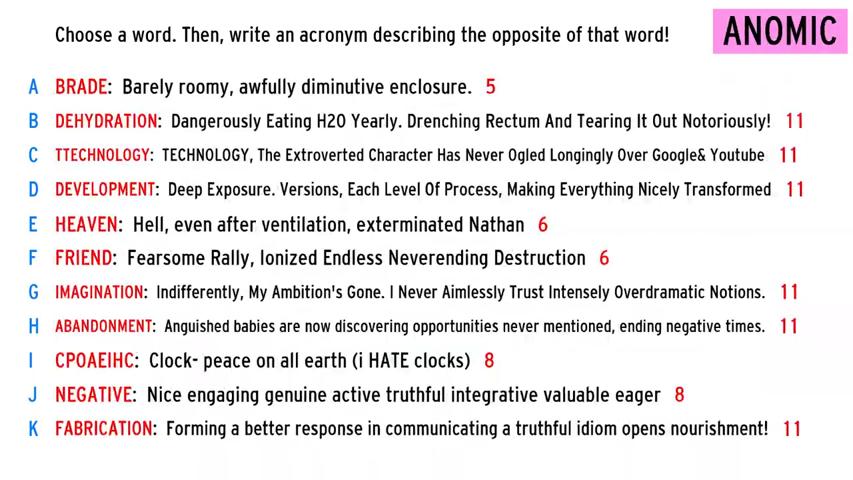 Choose a word. Then, write an acronym describing the opposite of that word!
ANOMIC
A BRADE: Barely roomy, awfully diminutive enclosure. 5
B DEHYDRATION: Dangerously Eating H20 Yearly. Drenching Rectum And Tearing It Out Notoriously! 11
C TTECHNOLOGY: TECHNOLOGY, The Extroverted Character Has Never Ogled Longingly Over Google& Youtube 11
D DEVELOPMENT: Deep Exposure. Versions, Each Level Of Process, Making Everything Nicely Transformed 11
E HEAVEN: Hell, even after ventilation, exterminated Nathan 6
F FRIEND: Fearsome Rally, Ionized Endless Neverending Destruction 6
G IMAGINATION: Indifferently, My Ambition's Gone. I Never Aimlessly Trust Intensely Overdramatic Notions. 11
H ABANDONMENT: Anguished babies are now discovering opportunities never mentioned, ending negative times. 11
I CPOAEIHC: Clock- peace on all earth (i HATE clocks) 8
J NEGATIVE: Nice engaging genuine active truthful integrative valuable eager 8
K FABRICATION: Forming a better response in communicating a truthful idiom opens nourishment! 11